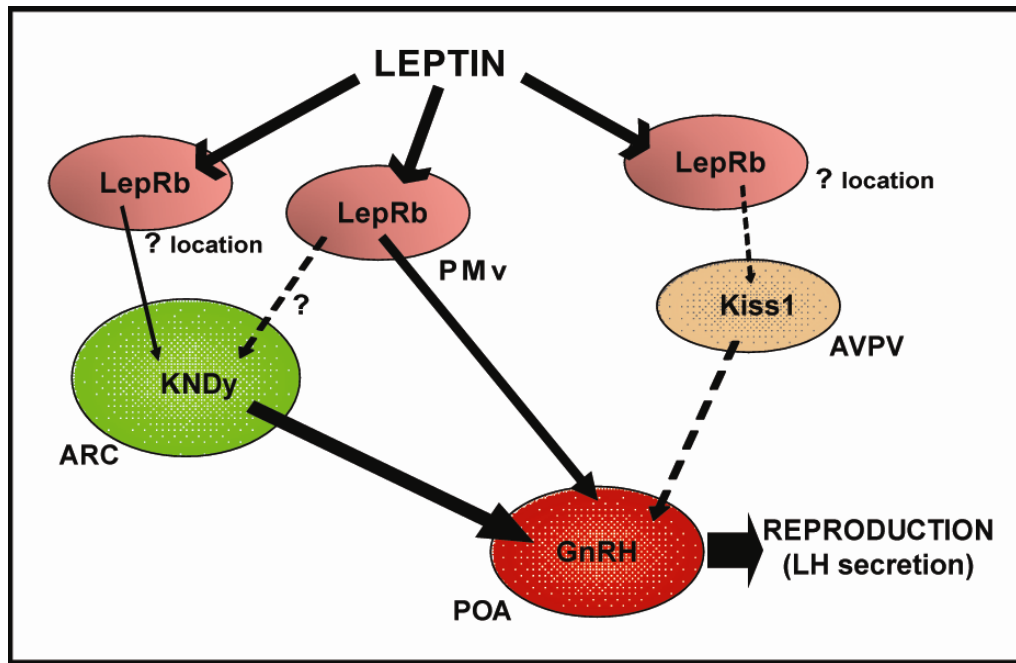 LEPTIN
LepRb
? location
LepRb
PMv
LepRb
? location
?
Kiss1
AVPV
KNDy
ARC
GnRH
POA
REPRODUCTION
(LH secretion)